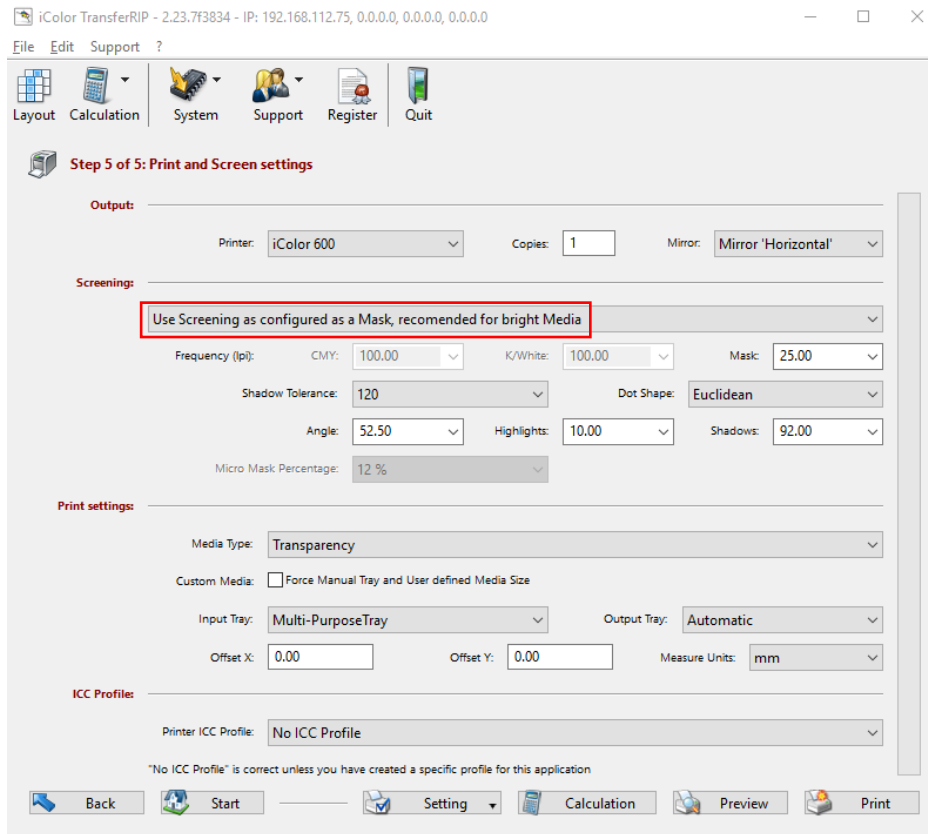 iColor TransferRIP - 2.23.7f3834 - IP: 192.168.112.75, 0.0.0.0, 0.0.0.0, 0.0.0.0
File Edit Support ?
Layout Calculation System Support Register Quit
Step 5 of 5: Print and Screen settings
Output:
Printer: iColor 600 Copies: 1 Mirror: Mirror 'Horizontal'
Screening:
Use Screening as configured as a Mask, recomended for bright Media
Frequency (lpi): CMY: 100.00 K/White: 100.00 Mask: 25.00
Shadow Tolerance: 120 Dot Shape: Euclidean
Angle: 52.50 Highlights: 10.00 Shadows: 92.00
Micro Mask Percentage: 12 %
Print settings:
Media Type: Transparency
Custom Media: Force Manual Tray and User defined Media Size
Input Tray: Multi-PurposeTray Output Tray: Automatic
Offset X: 0.00 Offset Y: 0.00 Measure Units: mm
ICC Profile:
Printer ICC Profile: No ICC Profile
"No ICC Profile" is correct unless you have created a specific profile for this application
Back Start Setting Calculation Preview Print